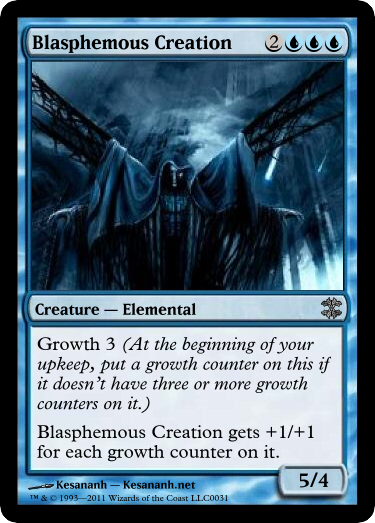 Blasphemous Creation 2
Creature — Elemental
Growth 3 (At the beginning of your
upkeep, put a growth counter on this if
it doesn't have three or more growth
counters on it.)
Blasphemous Creation gets +1/+1
for each growth counter on it.
5/4
Kesananh — Kesananh.net
™ & © 1993—2011 Wizards of the Coast LLC0031